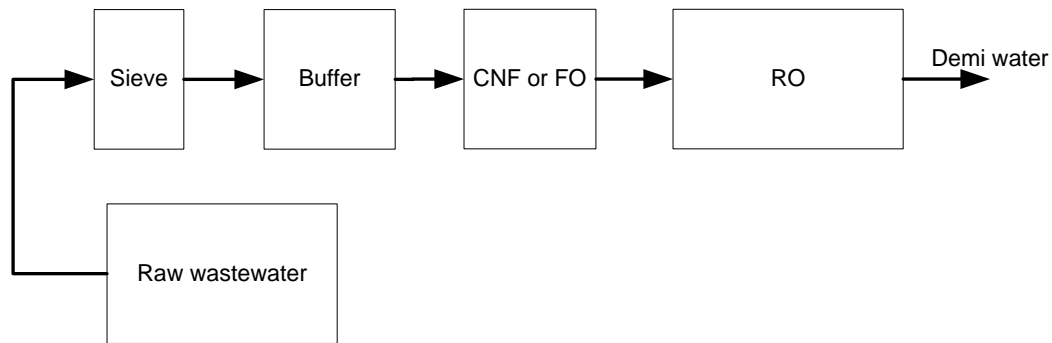 Sieve
Buffer
CNF or FO
RO
Demi water
Raw wastewater